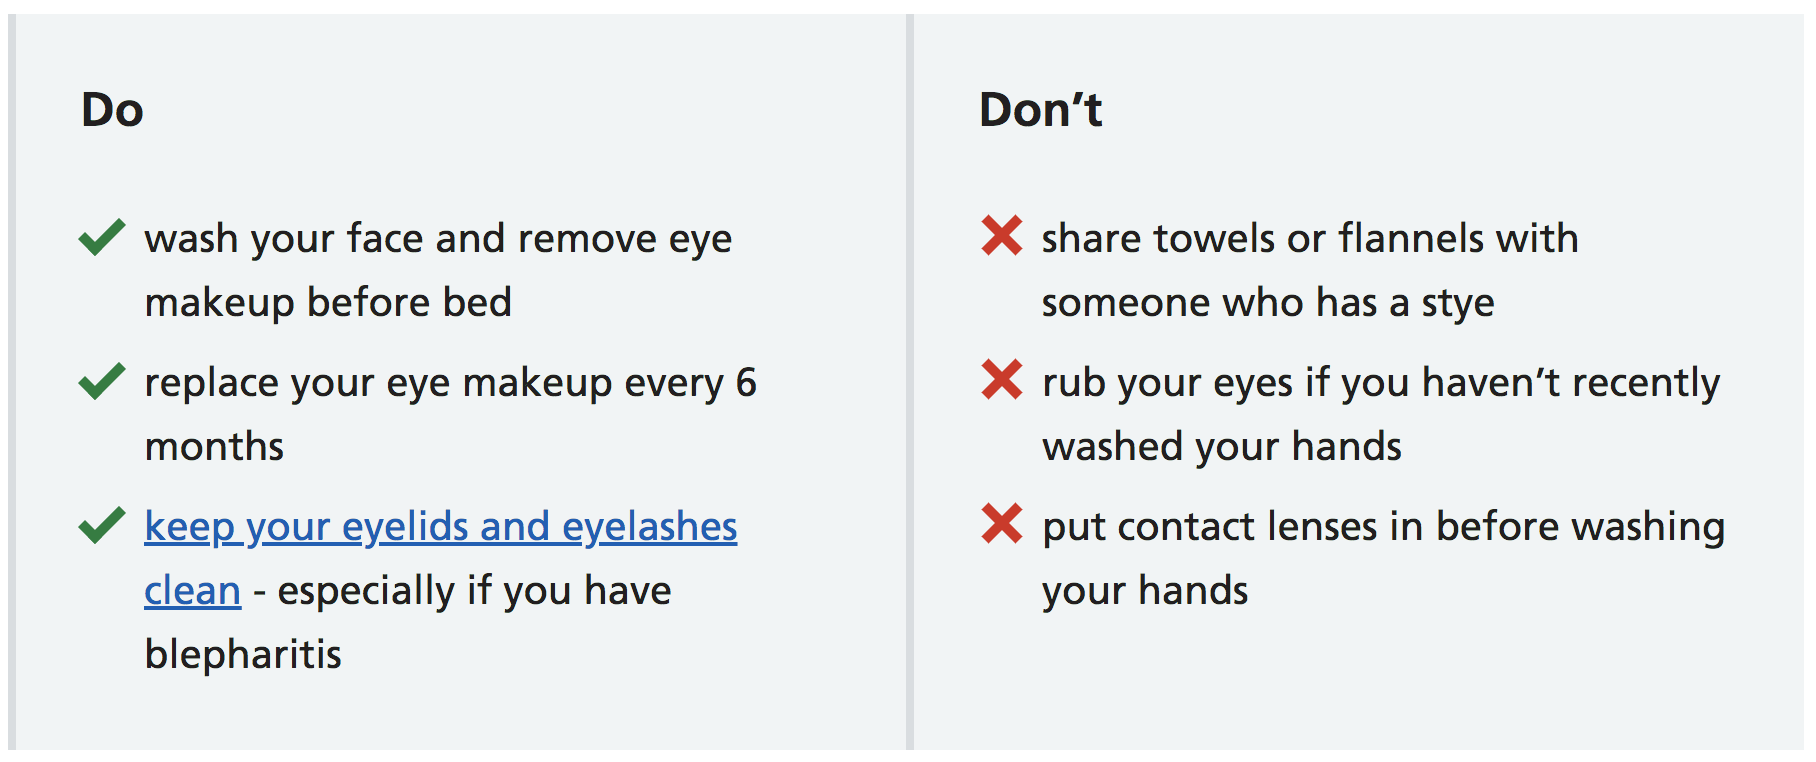 Do
wash your face and remove eye
makeup before bed
replace your eye makeup every 6
months
keep your eyelids and eyelashes
clean - especially if you have
blepharitis
Don’t
share towels or flannels with
someone who has a stye
rub your eyes if you haven’t recently
washed your hands
put contact lenses in before washing
your hands